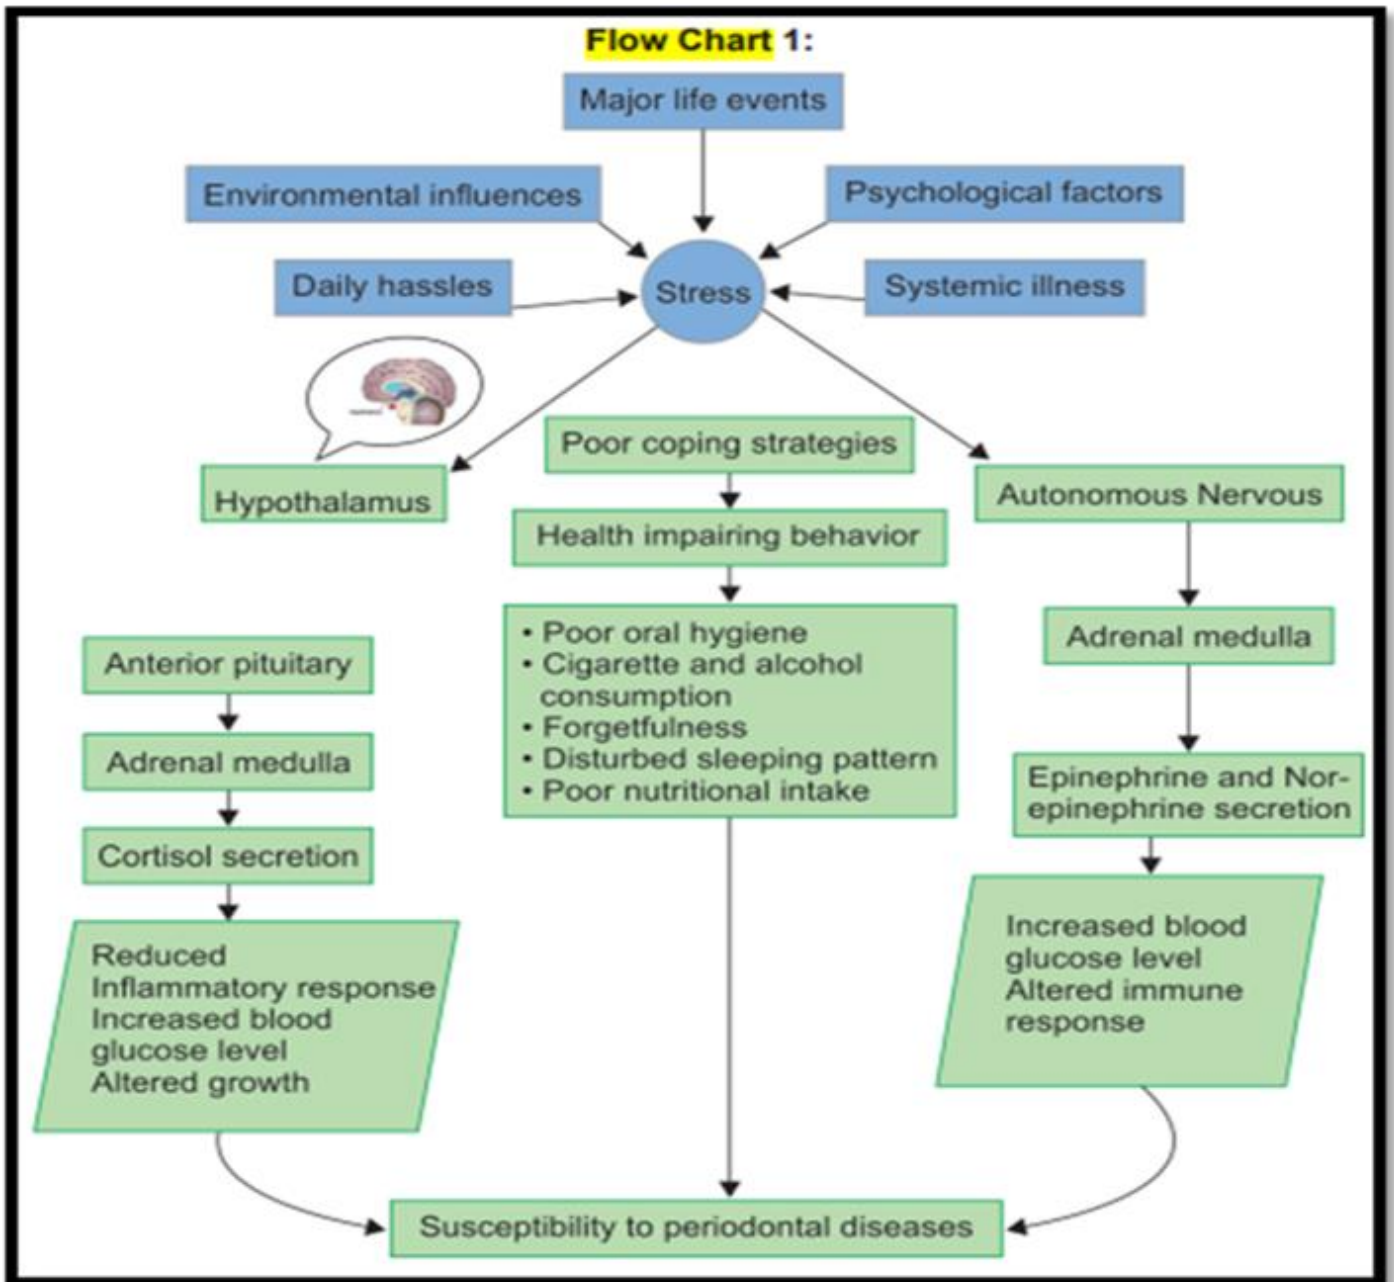 Flow Chart 1:
Major life events
Environmental influences
Psychological factors
Daily hassles
Stress
Systemic illness
Poor coping strategies
Hypothalamus
Autonomous Nervous
Health impairing behavior
• Poor oral hygiene
• Cigarette and alcohol
consumption
• Forgetfulness
• Disturbed sleeping pattern
• Poor nutritional intake
Anterior pituitary
Adrenal medulla
Cortisol secretion
Reduced
Inflammatory response
Increased blood
glucose level
Altered growth
Adrenal medulla
Epinephrine and Nor-
epinephrine secretion
Increased blood
glucose level
Altered immune
response
Susceptibility to periodontal diseases